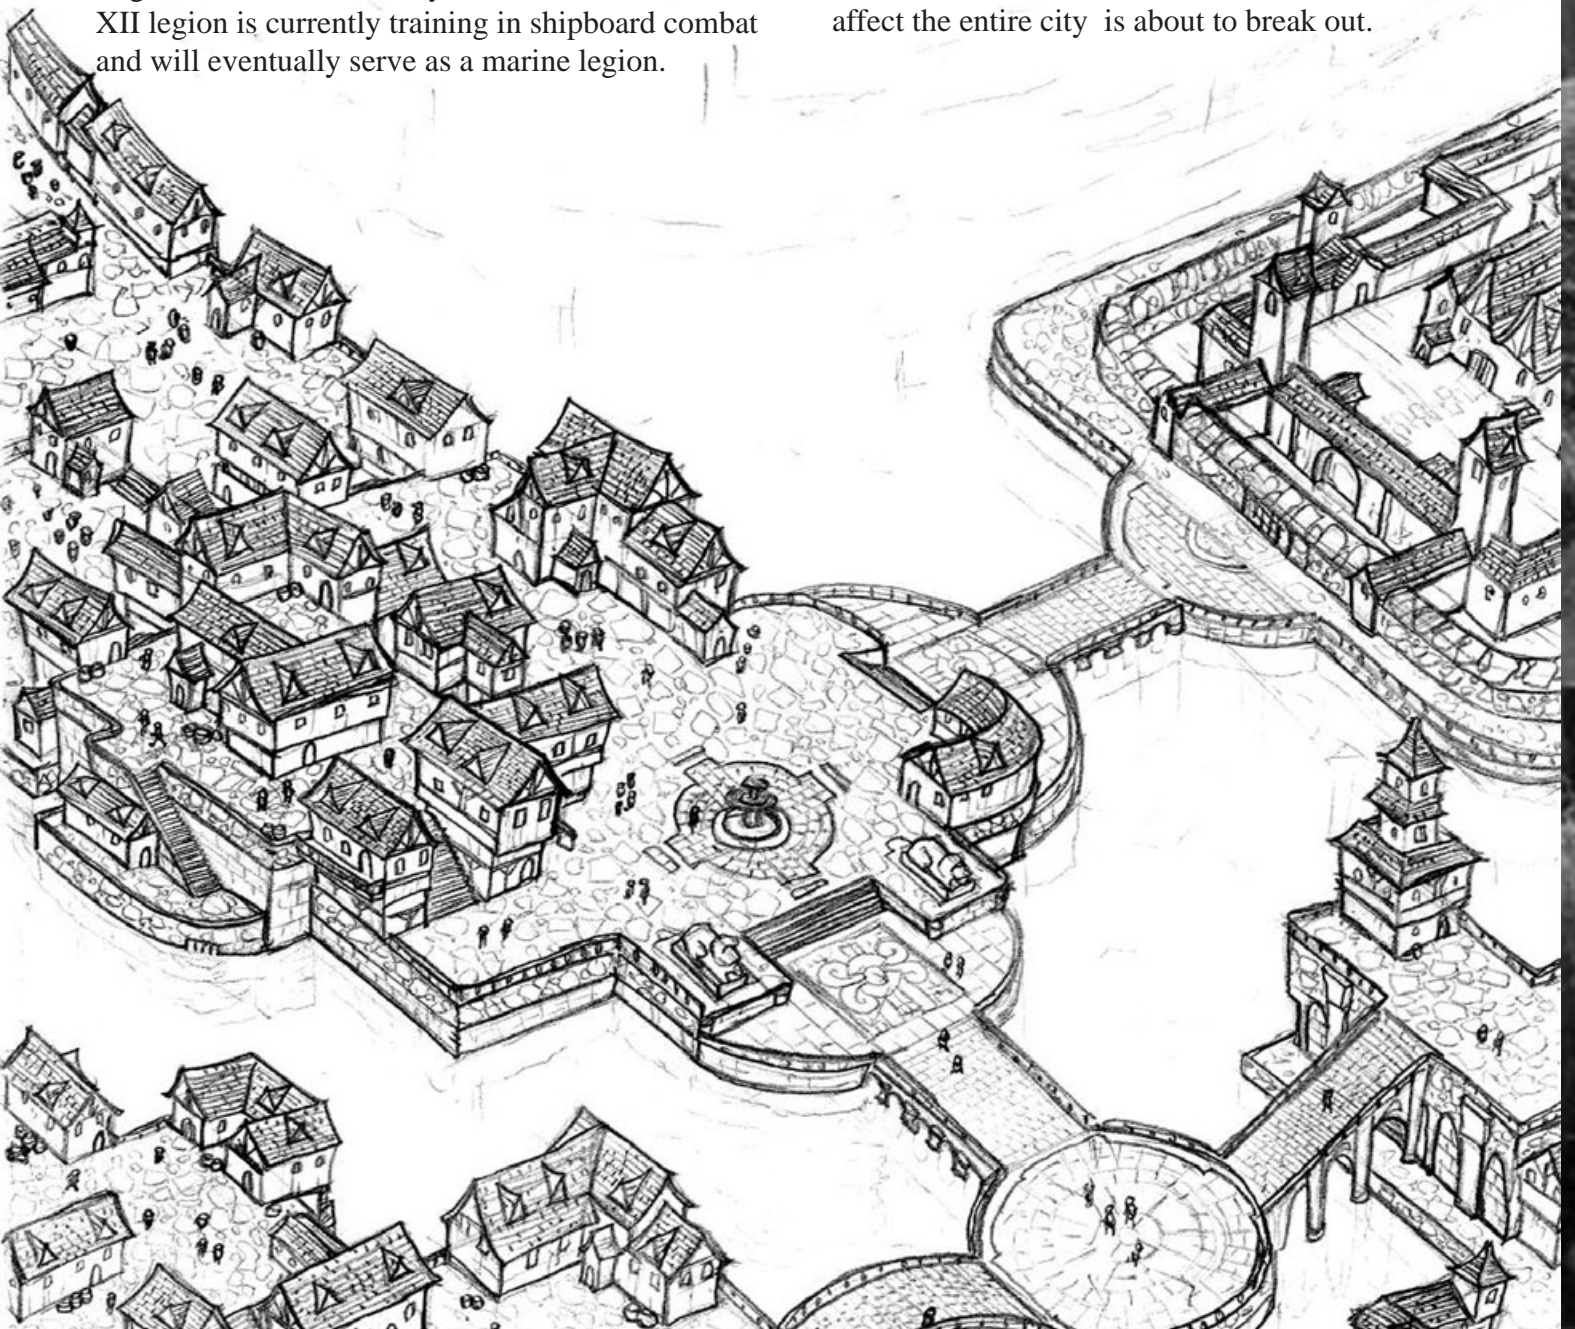 XII legion is currently training in shipboard combat
and will eventually serve as a marine legion.
affect the entire city  is about to break out.